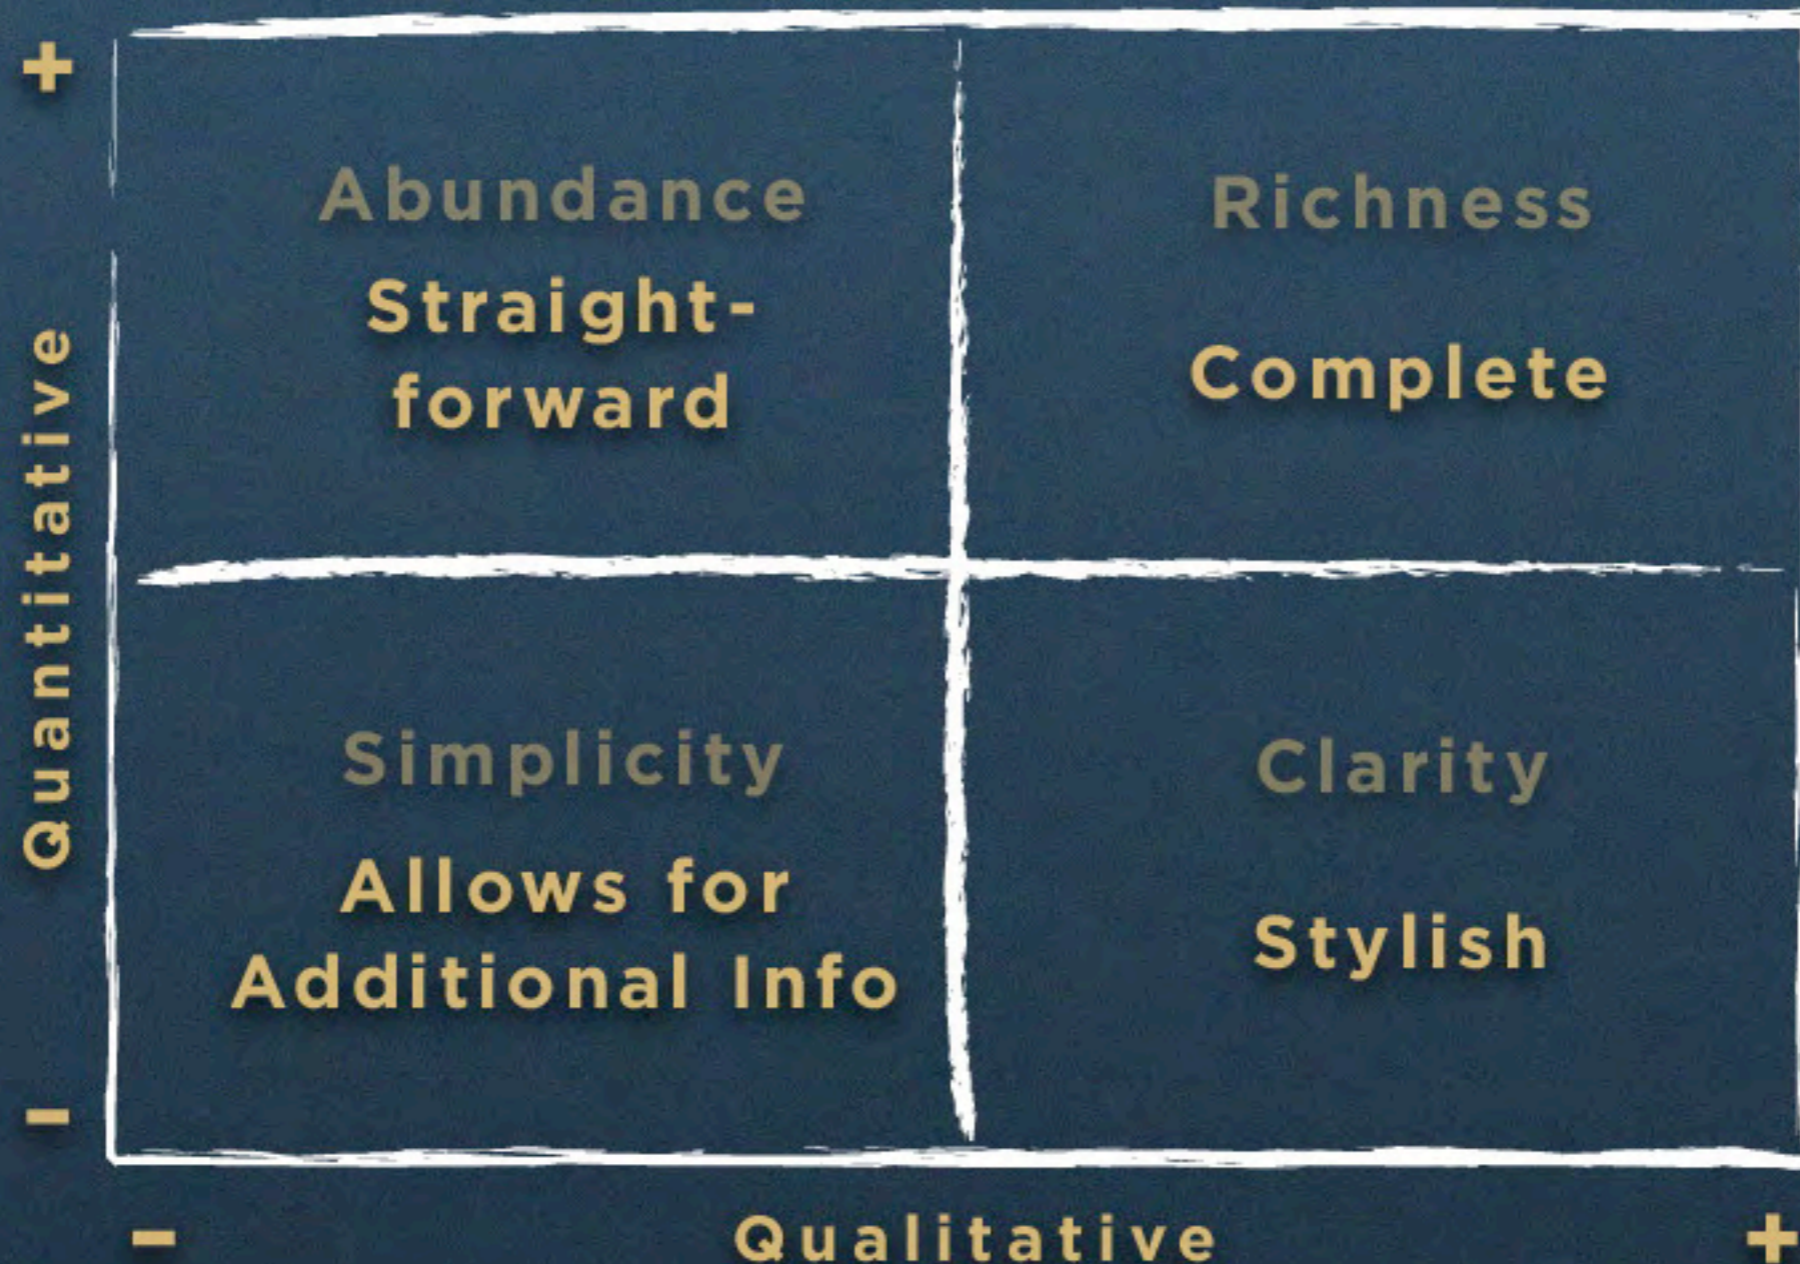 +
Abundance
Straight-
forward
Richness
Complete
Quantitative
Simplicity
Allows for
Additional Info
Clarity
Stylish
-
- Qualitative +